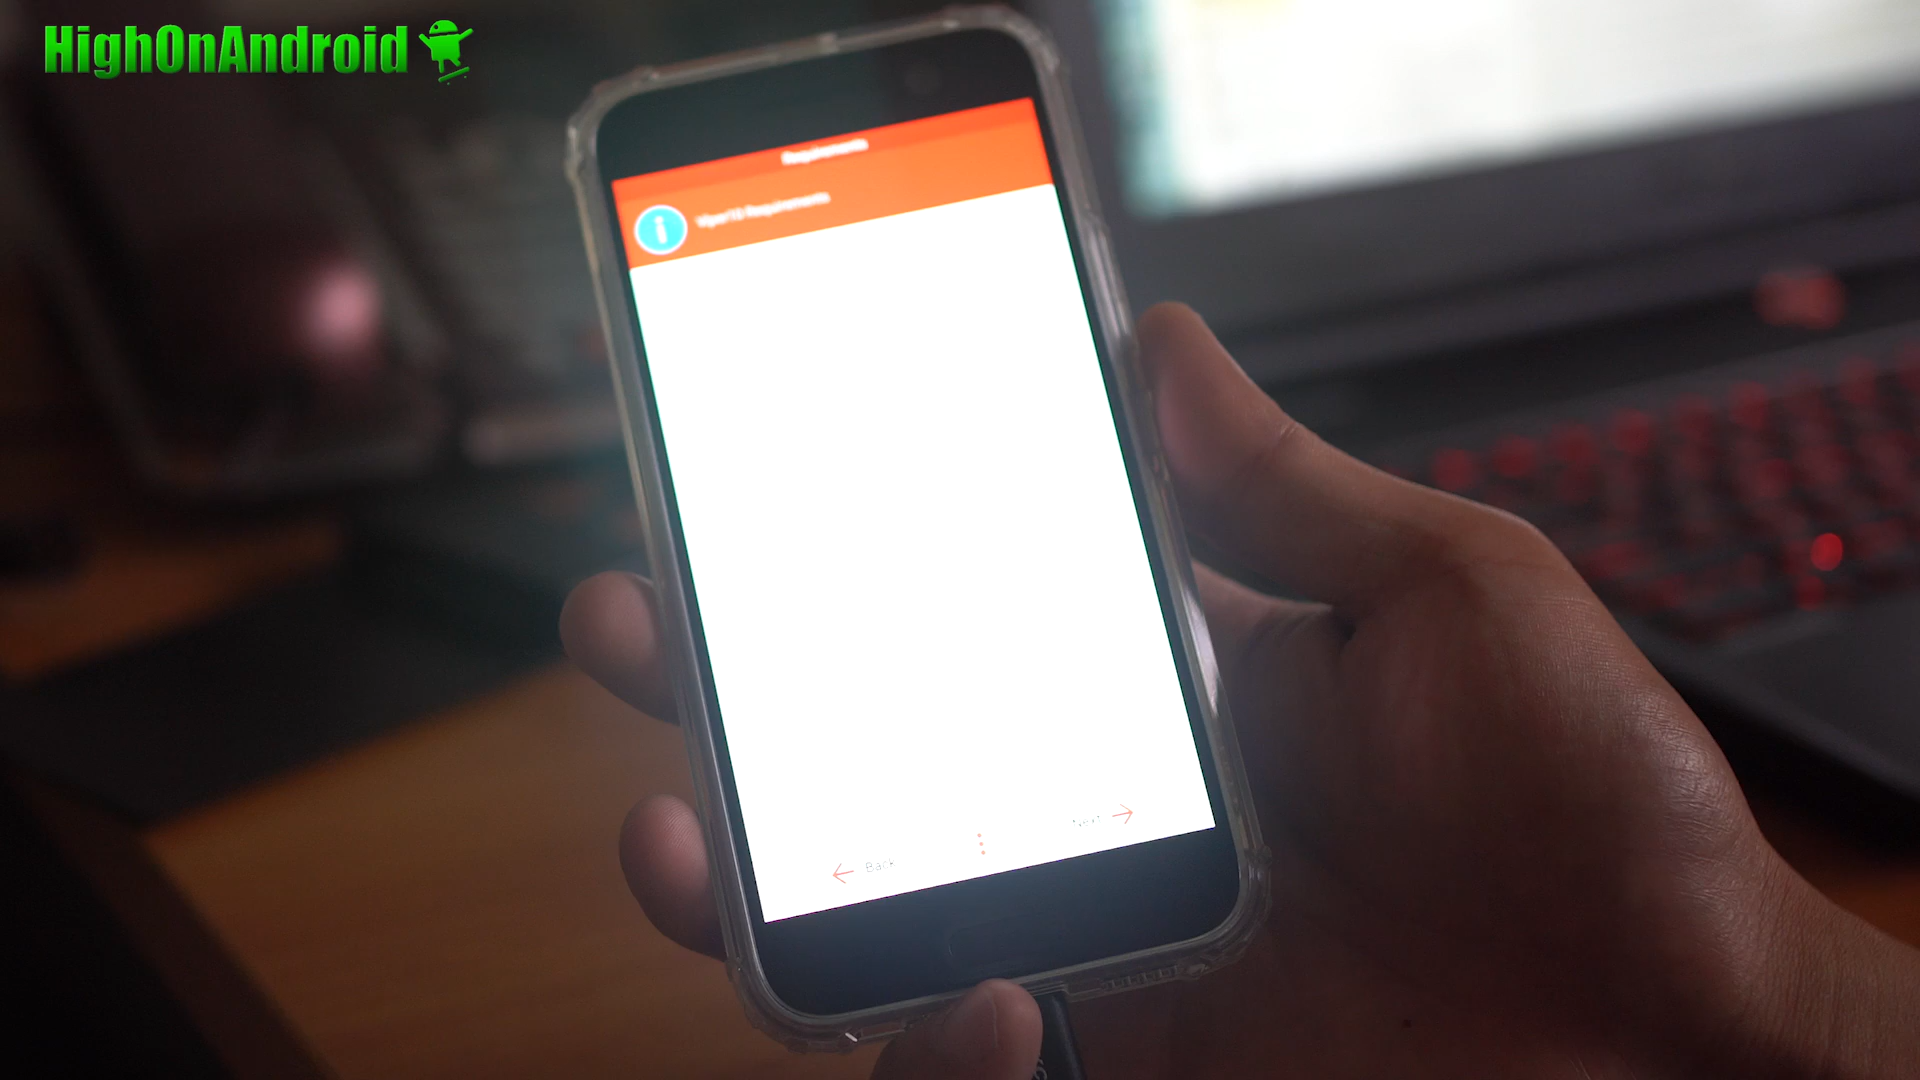 HighOnAndroid
Requirements
Viper10 Requirements
Next
Back